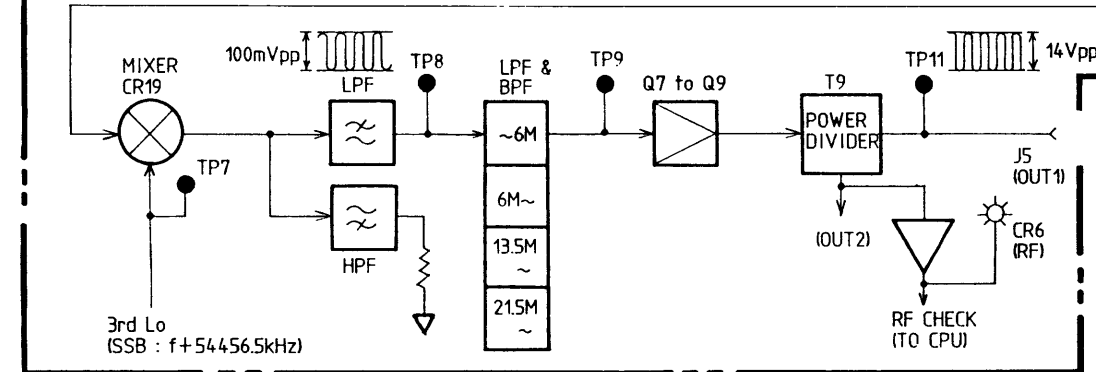 100mVpp
MIXER
CR19
LPF
TP8
LPF &
BPF
TP9
Q7 to Q9
T9
TP11
14Vpp
~6M
POWER
DIVIDER
J5
(OUT1)
TP7
6M~
HPF
13.5M
~
21.5M
~
(OUT2)
CR6
(RF)
3rd Lo
(SSB : f+54456.5kHz)
RF CHECK
(TO CPU)